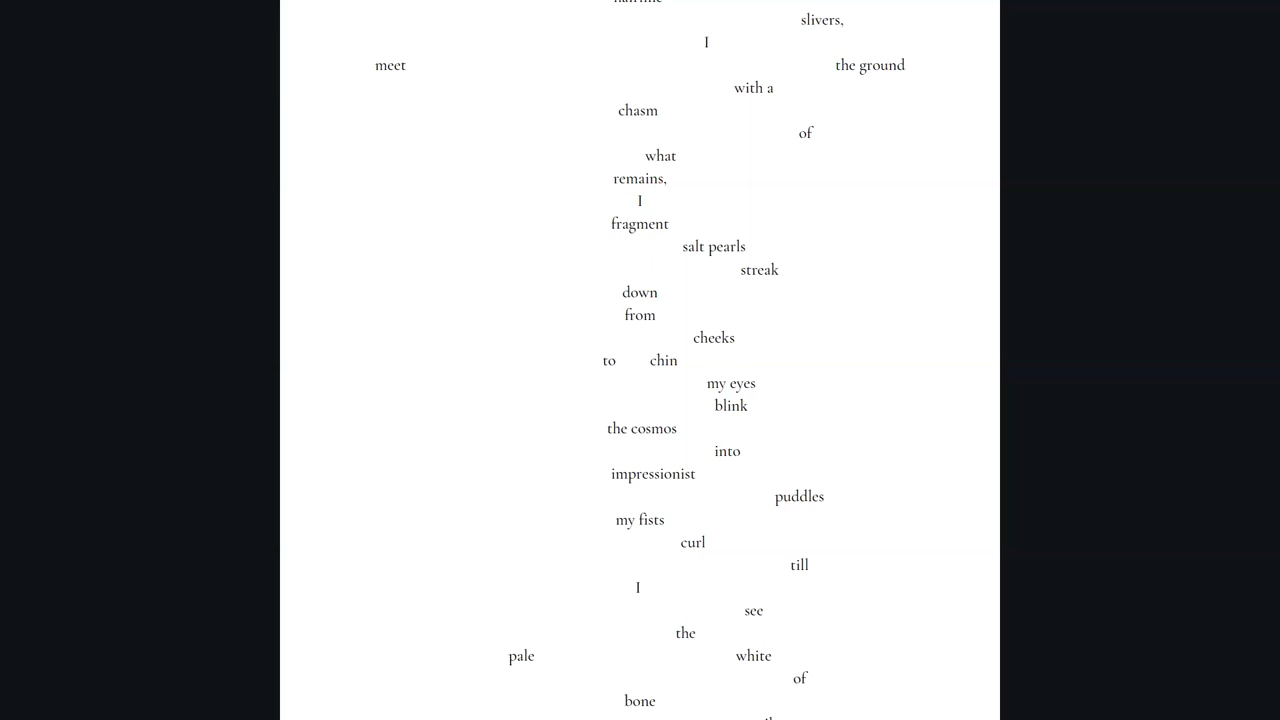 slivers,
I
meet the ground
with a
chasm
of
what
remains,
I
fragment
salt pearls
streak
down
from
cheeks
to chin
my eyes
blink
the cosmos
into
impressionist
puddles
my fists
curl
till
I
see
the
pale white
of
bone